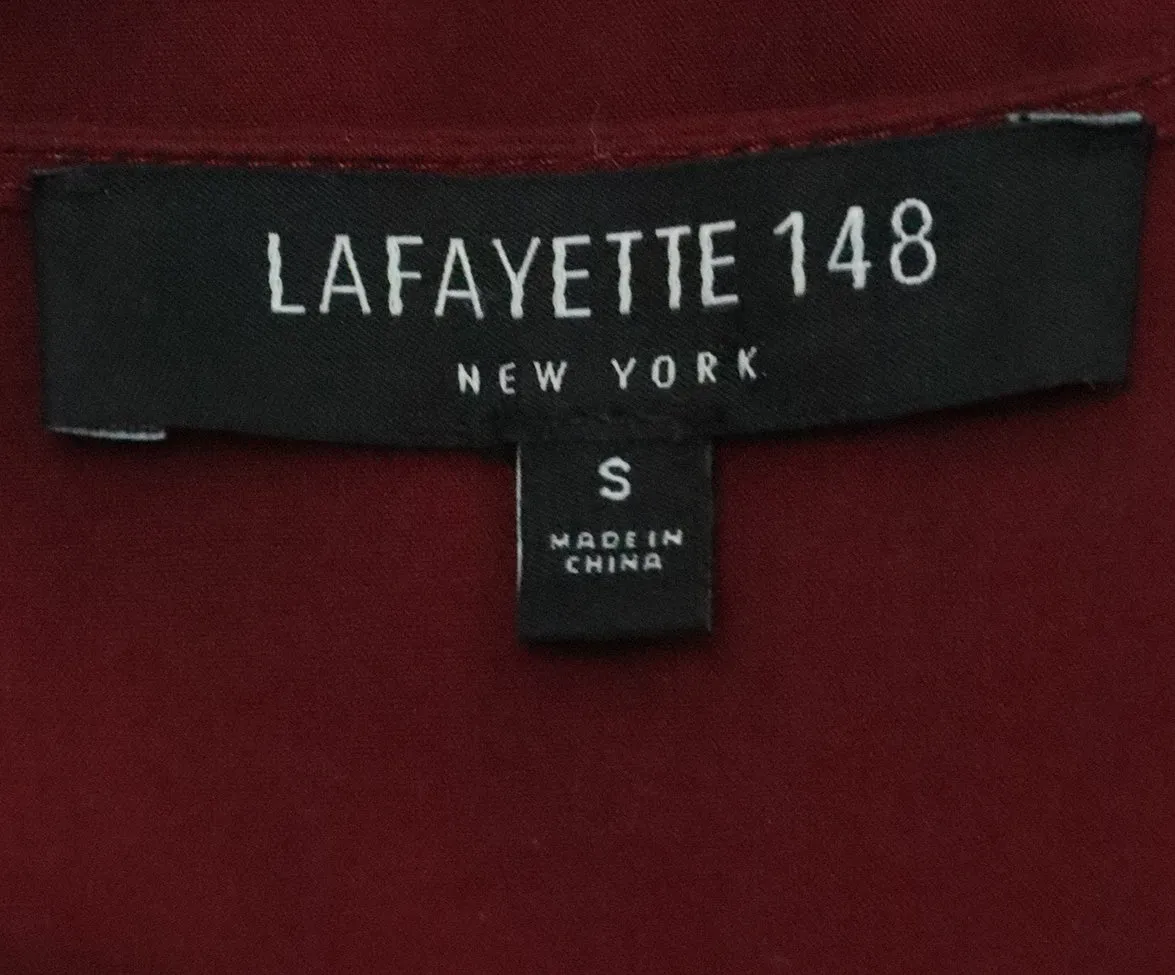 LAFAYETTE 148
NEW YORK
S
MADE IN
CHINA